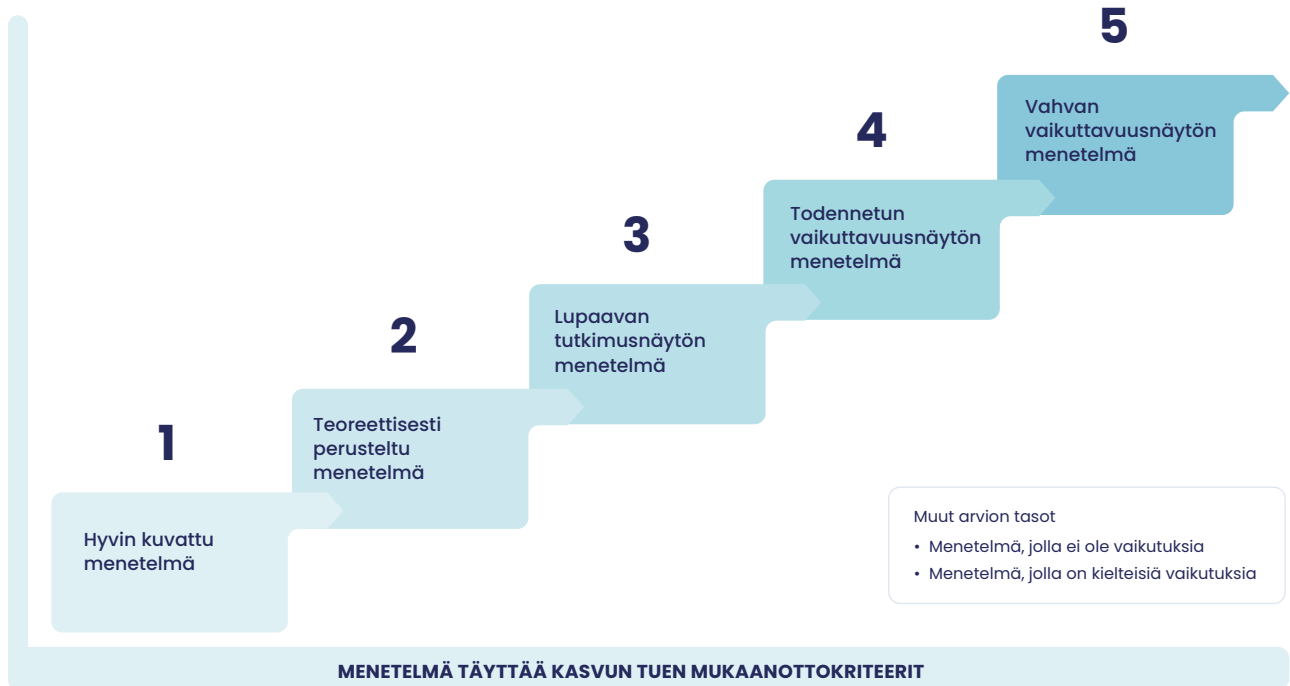 1
Hyvin kuvattu
menetelmä
2
Teoreettisesti
perusteltu
menetelmä
3
Lupaavan
tutkimusnäytön
menetelmä
4
Todennetun
vaikuttavuusnäytön
menetelmä
5
Vahvan
vaikuttavuusnäytön
menetelmä
Muut arvion tasot
• Menetelmä, jolla ei ole vaikutuksia
• Menetelmä, jolla on kielteisiä vaikutuksia
MENETELMÄ TÄYTTÄÄ KASVUN TUEN MUKAANOTTOKRITEERIT